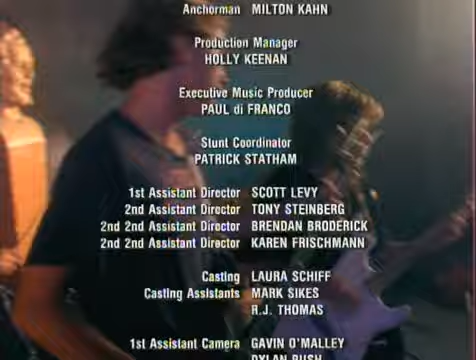 Anchorman MILTON KAHN
Production Manager
HOLLY KEENAN
Executive Music Producer
PAUL di FRANCO
Stunt Coordinator
PATRICK STATHAM
1st Assistant Director SCOTT LEVY
2nd Assistant Director TONY STEINBERG
2nd 2nd Assistant Director BRENDAN BRODERICK
2nd 2nd Assistant Director KAREN FRISCHMANN
Casting LAURA SCHIFF
Casting Assistants MARK SIKES
R.J. THOMAS
1st Assistant Camera GAVIN O'MALLEY
DYLAN RUSH